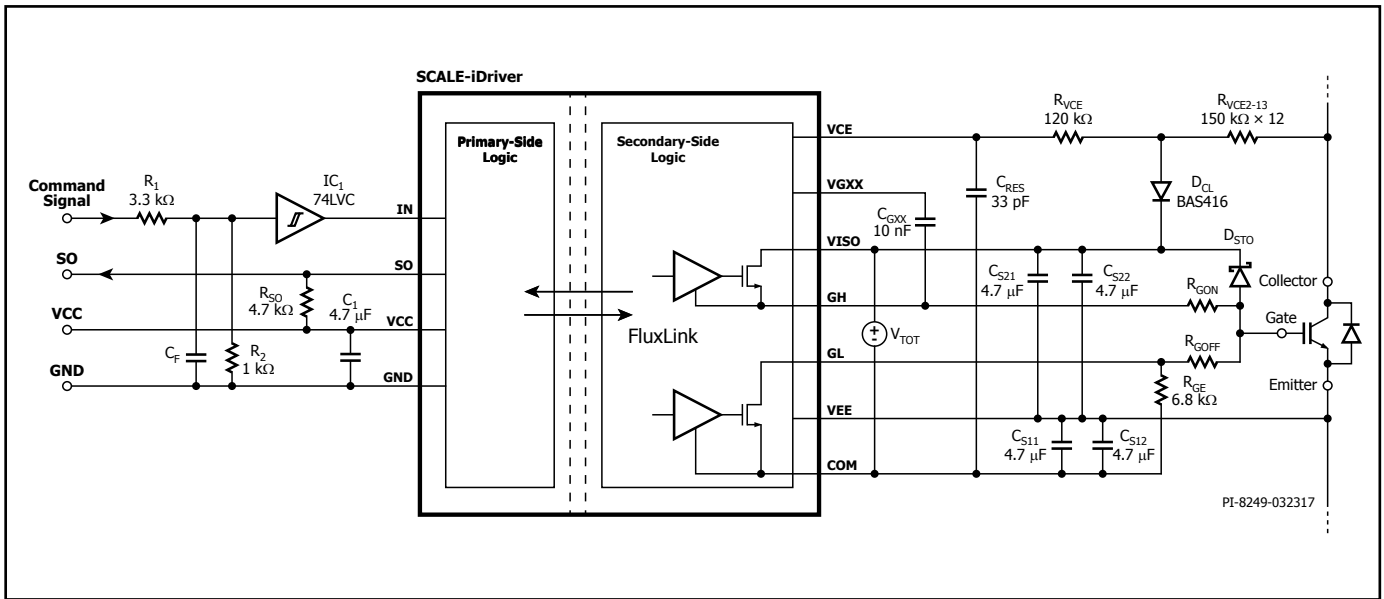 SCALE-iDriver
Primary-Side
Logic
Secondary-Side
Logic
FluxLink
Command
Signal
SO
VCC
GND
R1
3.3 kΩ
IC1
74LVC
CF
R2
1 kΩ
RSO
4.7 kΩ
C1
4.7 μF
IN
SO
VCC
GND
VCE
VGXX
VISO
GH
GL
VEE
COM
RVCE
120 kΩ
RVCE2-13
150 kΩ × 12
CRES
33 pF
DCL
BAS416
CGXX
10 nF
DSTO
CS21
4.7 μF
CS22
4.7 μF
RGON
Collector
Gate
VTOT
RGOFF
RGE
6.8 kΩ
Emitter
CS11
4.7 μF
CS12
4.7 μF
PI-8249-032317